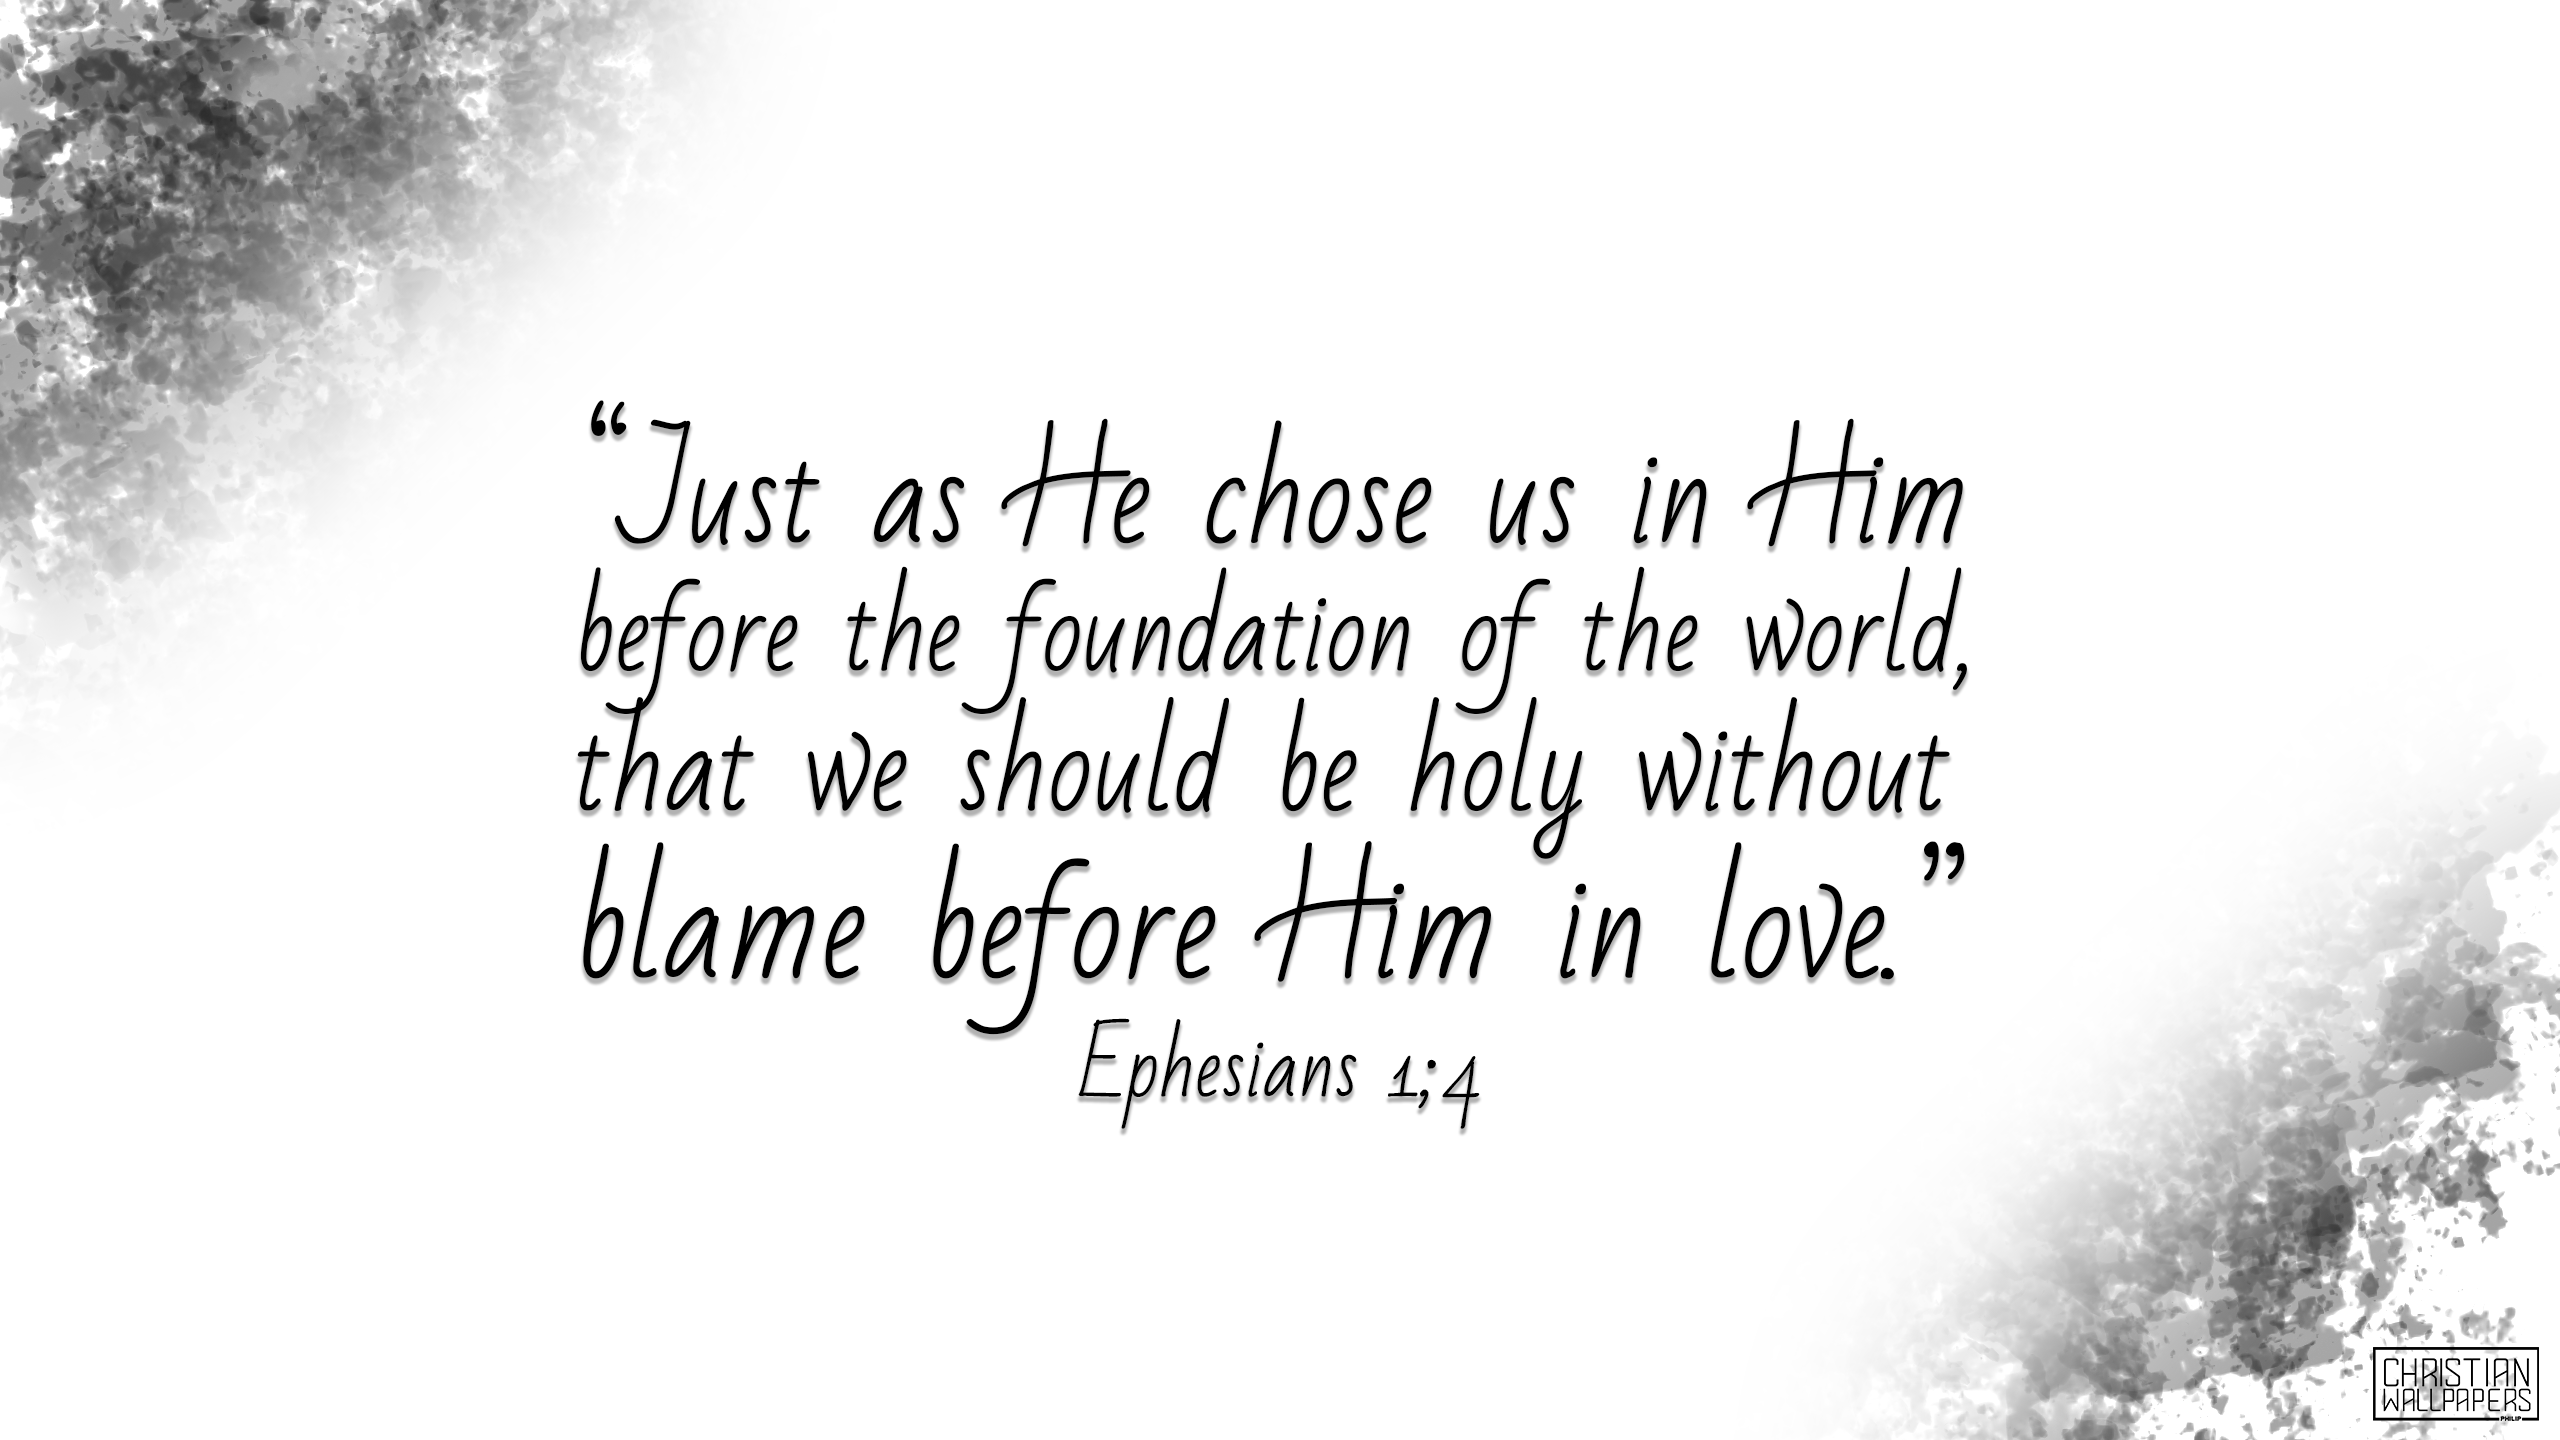 “Just as He chose us in Him
before the foundation of the world,
that we should be holy without
blame before Him in love.”
Ephesians 1;4
CHRISTIAN
WALLPAPERS
PHILIP